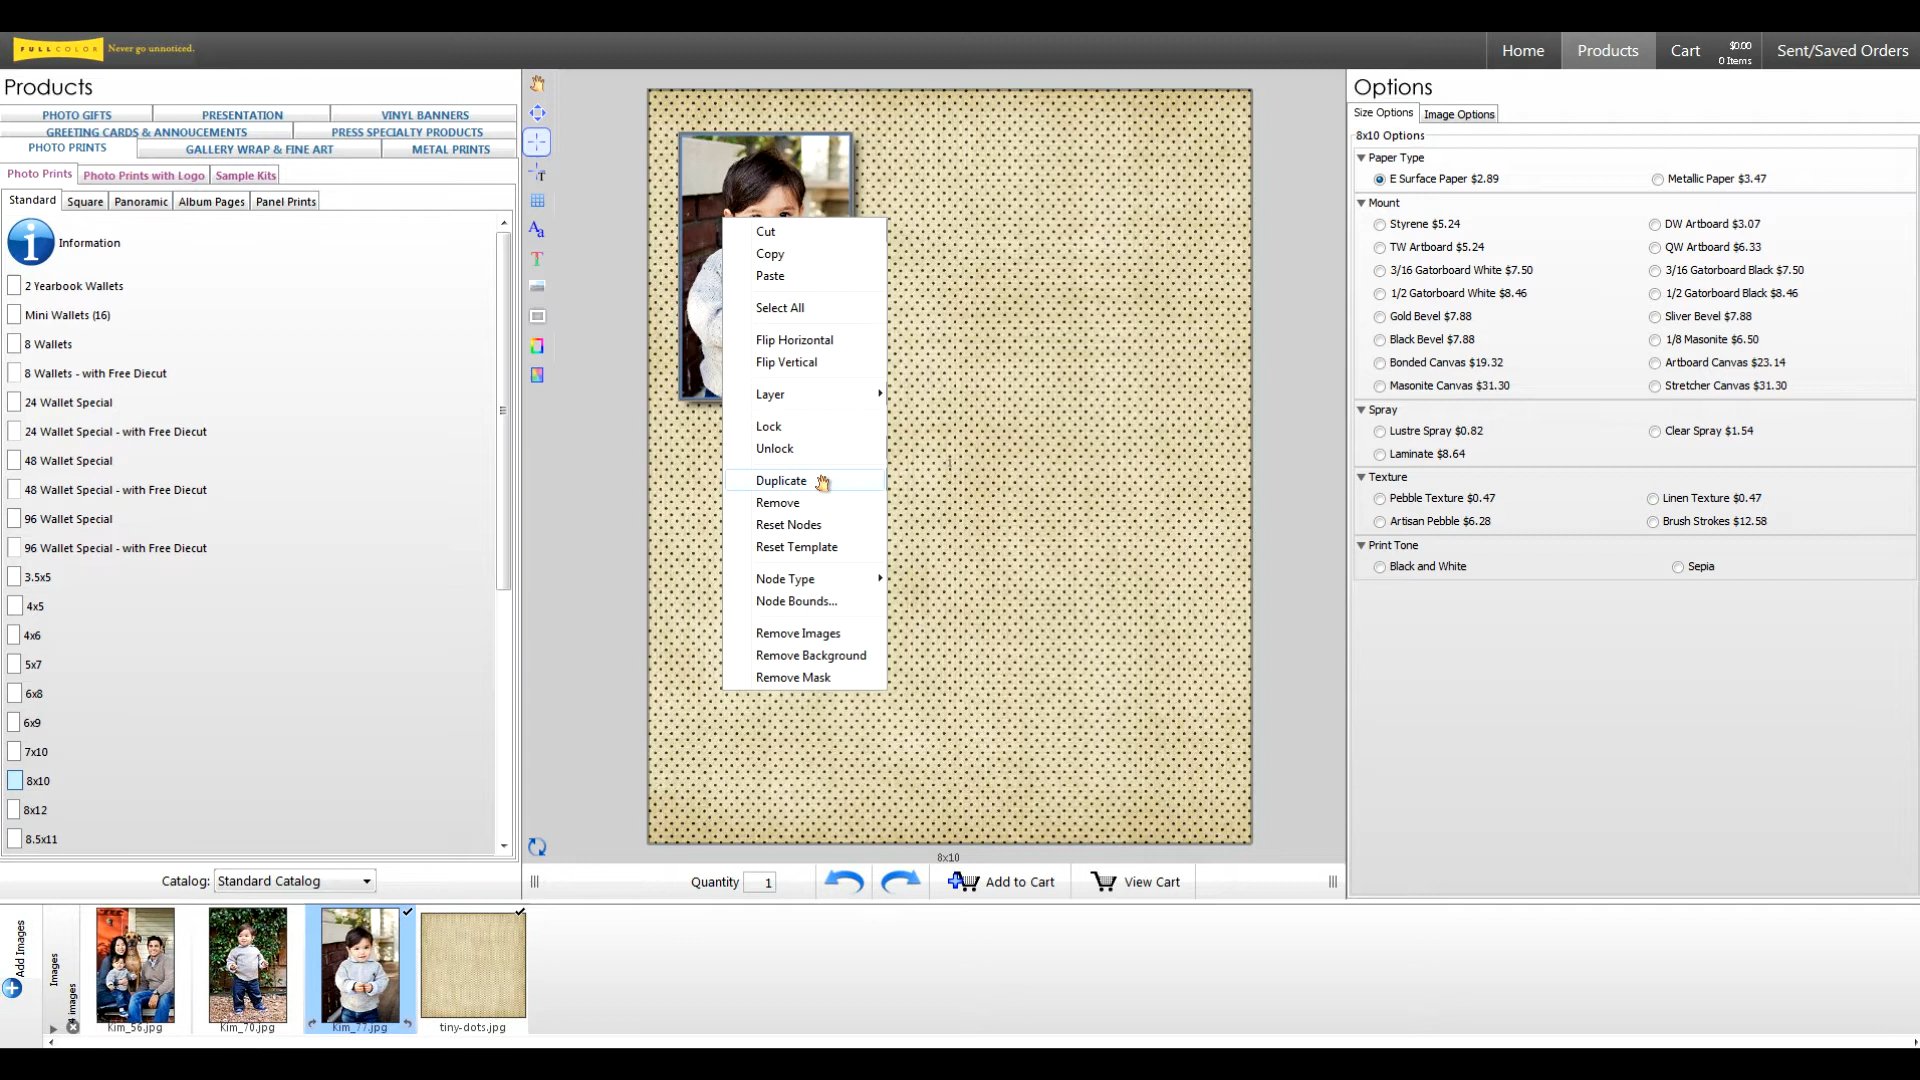 FULLCOLOR Never go unnoticed.
Home Products Cart $0.00 0 Items Sent/Saved Orders
Products
PHOTO GIFTS PRESENTATION VINYL BANNERS
GREETING CARDS & ANNOUCEMENTS PRESS SPECIALTY PRODUCTS
PHOTO PRINTS GALLERY WRAP & FINE ART METAL PRINTS
Photo Prints Photo Prints with Logo Sample Kits
Standard Square Panoramic Album Pages Panel Prints
Information
2 Yearbook Wallets
Mini Wallets (16)
8 Wallets
8 Wallets - with Free Diecut
24 Wallet Special
24 Wallet Special - with Free Diecut
48 Wallet Special
48 Wallet Special - with Free Diecut
96 Wallet Special
96 Wallet Special - with Free Diecut
3.5x5
4x5
4x6
5x7
6x8
6x9
7x10
8x10
8x12
8.5x11
Catalog: Standard Catalog
Aa
T
Cut
Copy
Paste
Select All
Flip Horizontal
Flip Vertical
Layer
Lock
Unlock
Duplicate
Remove
Reset Nodes
Reset Template
Node Type
Node Bounds...
Remove Images
Remove Background
Remove Mask
8x10
Quantity 1 Add to Cart View Cart
Options
Size Options Image Options
8x10 Options
Paper Type
E Surface Paper $2.89 Metallic Paper $3.47
Mount
Styrene $5.24 DW Artboard $3.07
TW Artboard $5.24 QW Artboard $6.33
3/16 Gatorboard White $7.50 3/16 Gatorboard Black $7.50
1/2 Gatorboard White $8.46 1/2 Gatorboard Black $8.46
Gold Bevel $7.88 Sliver Bevel $7.88
Black Bevel $7.88 1/8 Masonite $6.50
Bonded Canvas $19.32 Artboard Canvas $23.14
Masonite Canvas $31.30 Stretcher Canvas $31.30
Spray
Lustre Spray $0.82 Clear Spray $1.54
Laminate $8.64
Texture
Pebble Texture $0.47 Linen Texture $0.47
Artisan Pebble $6.28 Brush Strokes $12.58
Print Tone
Black and White Sepia
Add Images
Images
4 images
Kim_56.jpg Kim_70.jpg Kim_77.jpg tiny-dots.jpg